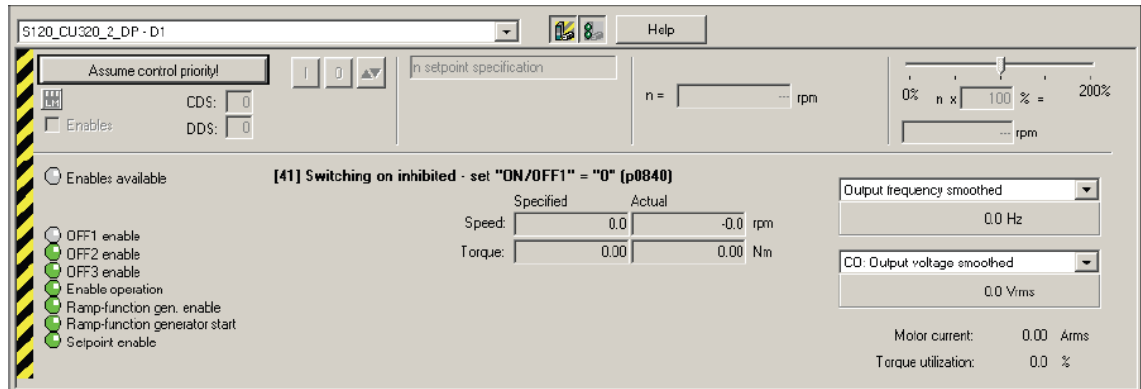 S120_CU320_2_DP - D1
Help
Assume control priority!
I 0
n setpoint specification
n = --- rpm
0% n x 100 % = 200%
--- rpm
CDS: 0
Enables
DDS: 0
Enables available
[41] Switching on inhibited - set "ON/OFF1" = "0" (p0840)
Specified Actual
Speed: 0.0 -0.0 rpm
Torque: 0.00 0.00 Nm
OFF1 enable
OFF2 enable
OFF3 enable
Enable operation
Ramp-function gen. enable
Ramp-function generator start
Setpoint enable
Output frequency smoothed
0.0 Hz
CO: Output voltage smoothed
0.0 Vrms
Motor current: 0.00 Arms
Torque utilization: 0.0 %